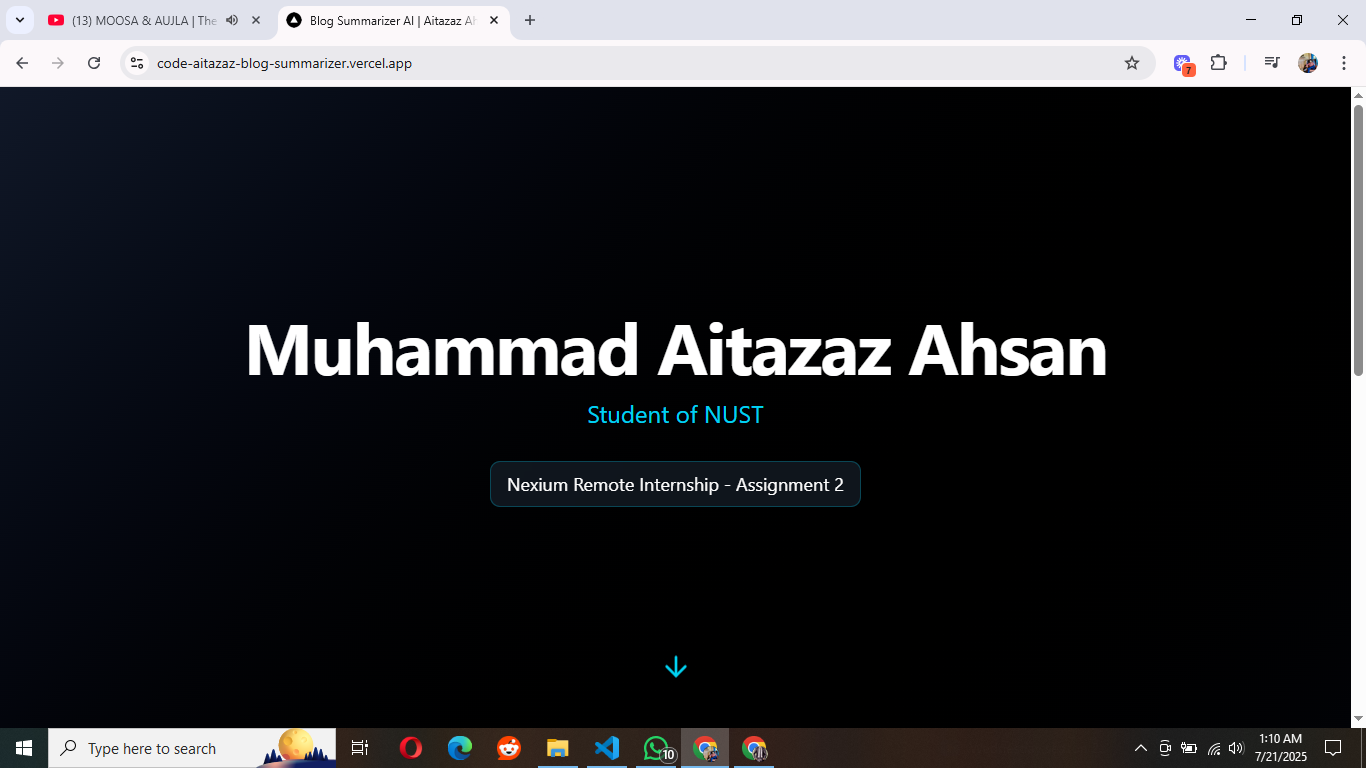 (13) MOOSA & AUJLA | The
Blog Summarizer AI | Aitazaz Ah
code-aitazaz-blog-summarizer.vercel.app
7
Muhammad Aitazaz Ahsan
Student of NUST
Nexium Remote Internship - Assignment 2
Type here to search
10
1:10 AM
7/21/2025